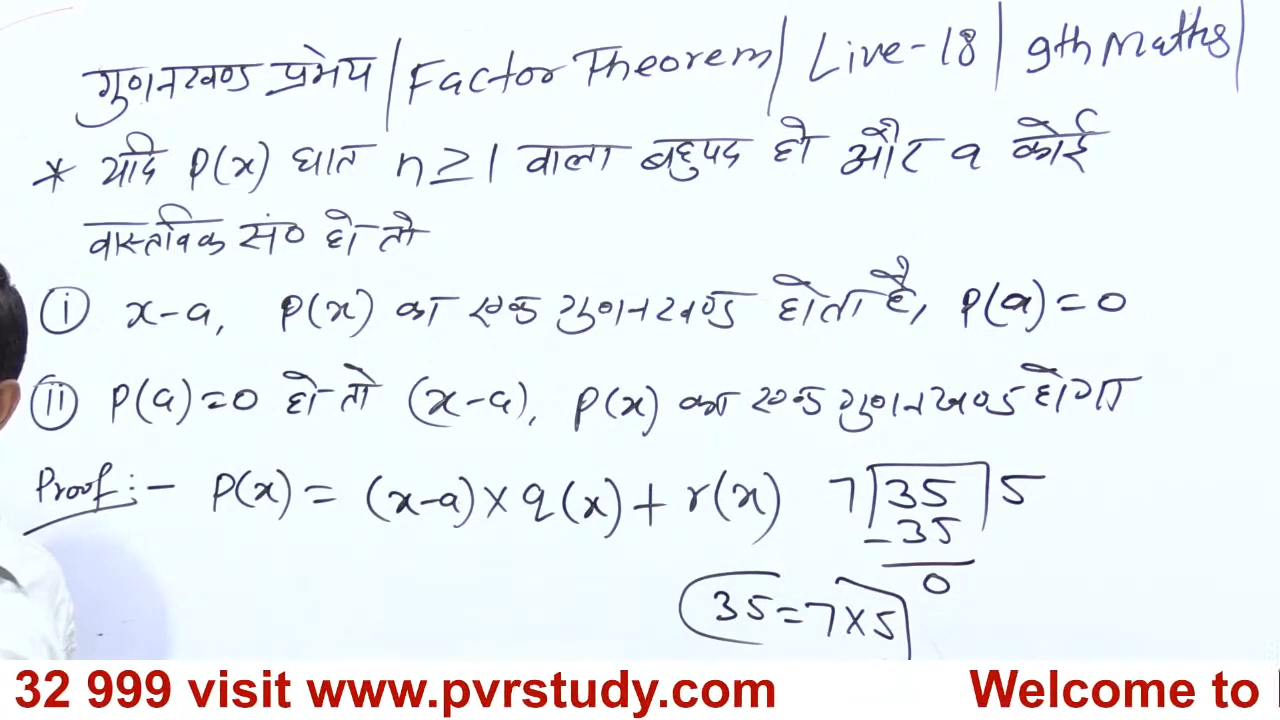 गुणनखण्ड प्रमेय / Factor Theorem / Live-18 / 9th Maths /
* यदि P(x) घात n ≥ 1 वाला बहुपद हो और a कोई
वास्तविक सं० हो तो
(i) x-a, P(x) का एक गुणनखण्ड होता है, P(a) = 0
(ii) P(a) = 0 हो तो (x-a), P(x) का एक गुणनखण्ड होगा
Proof :- P(x) = (x-a) × q(x) + r(x) 7 | 35 | 5
-35
0
35 = 7 × 5
32 999 visit www.pvrstudy.com Welcome to